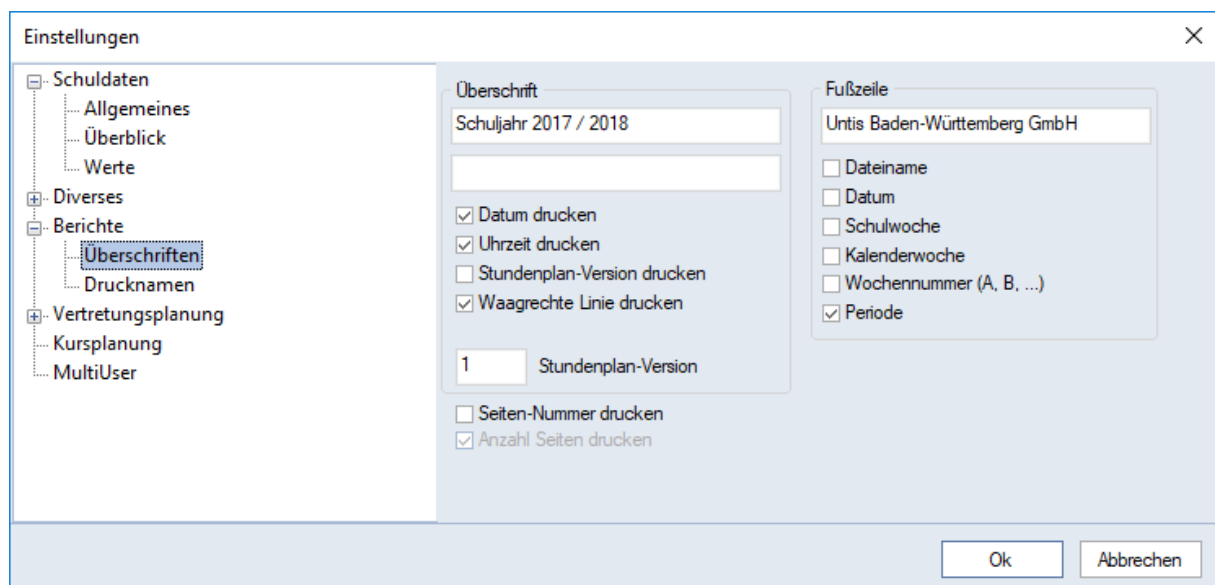 Einstellungen
Schuldaten
Allgemeines
Überblick
Werte
Diverses
Berichte
Überschriften
Drucknamen
Vertretungsplanung
Kursplanung
MultiUser
Überschrift
Schuljahr 2017 / 2018
Datum drucken
Uhrzeit drucken
Stundenplan-Version drucken
Waagrechte Linie drucken
1 Stundenplan-Version
Seiten-Nummer drucken
Anzahl Seiten drucken
Fußzeile
Untis Baden-Württemberg GmbH
Dateiname
Datum
Schulwoche
Kalenderwoche
Wochennummer (A, B, ...)
Periode
Ok
Abbrechen